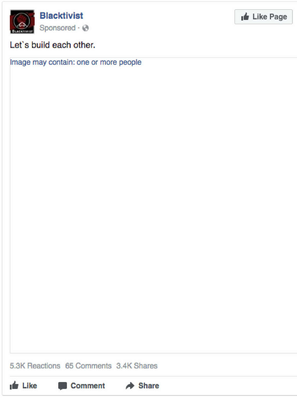 Blacktivist
Like Page
Sponsored ·
Let`s build each other.
Image may contain: one or more people
5.3K Reactions 65 Comments 3.4K Shares
Like Comment Share